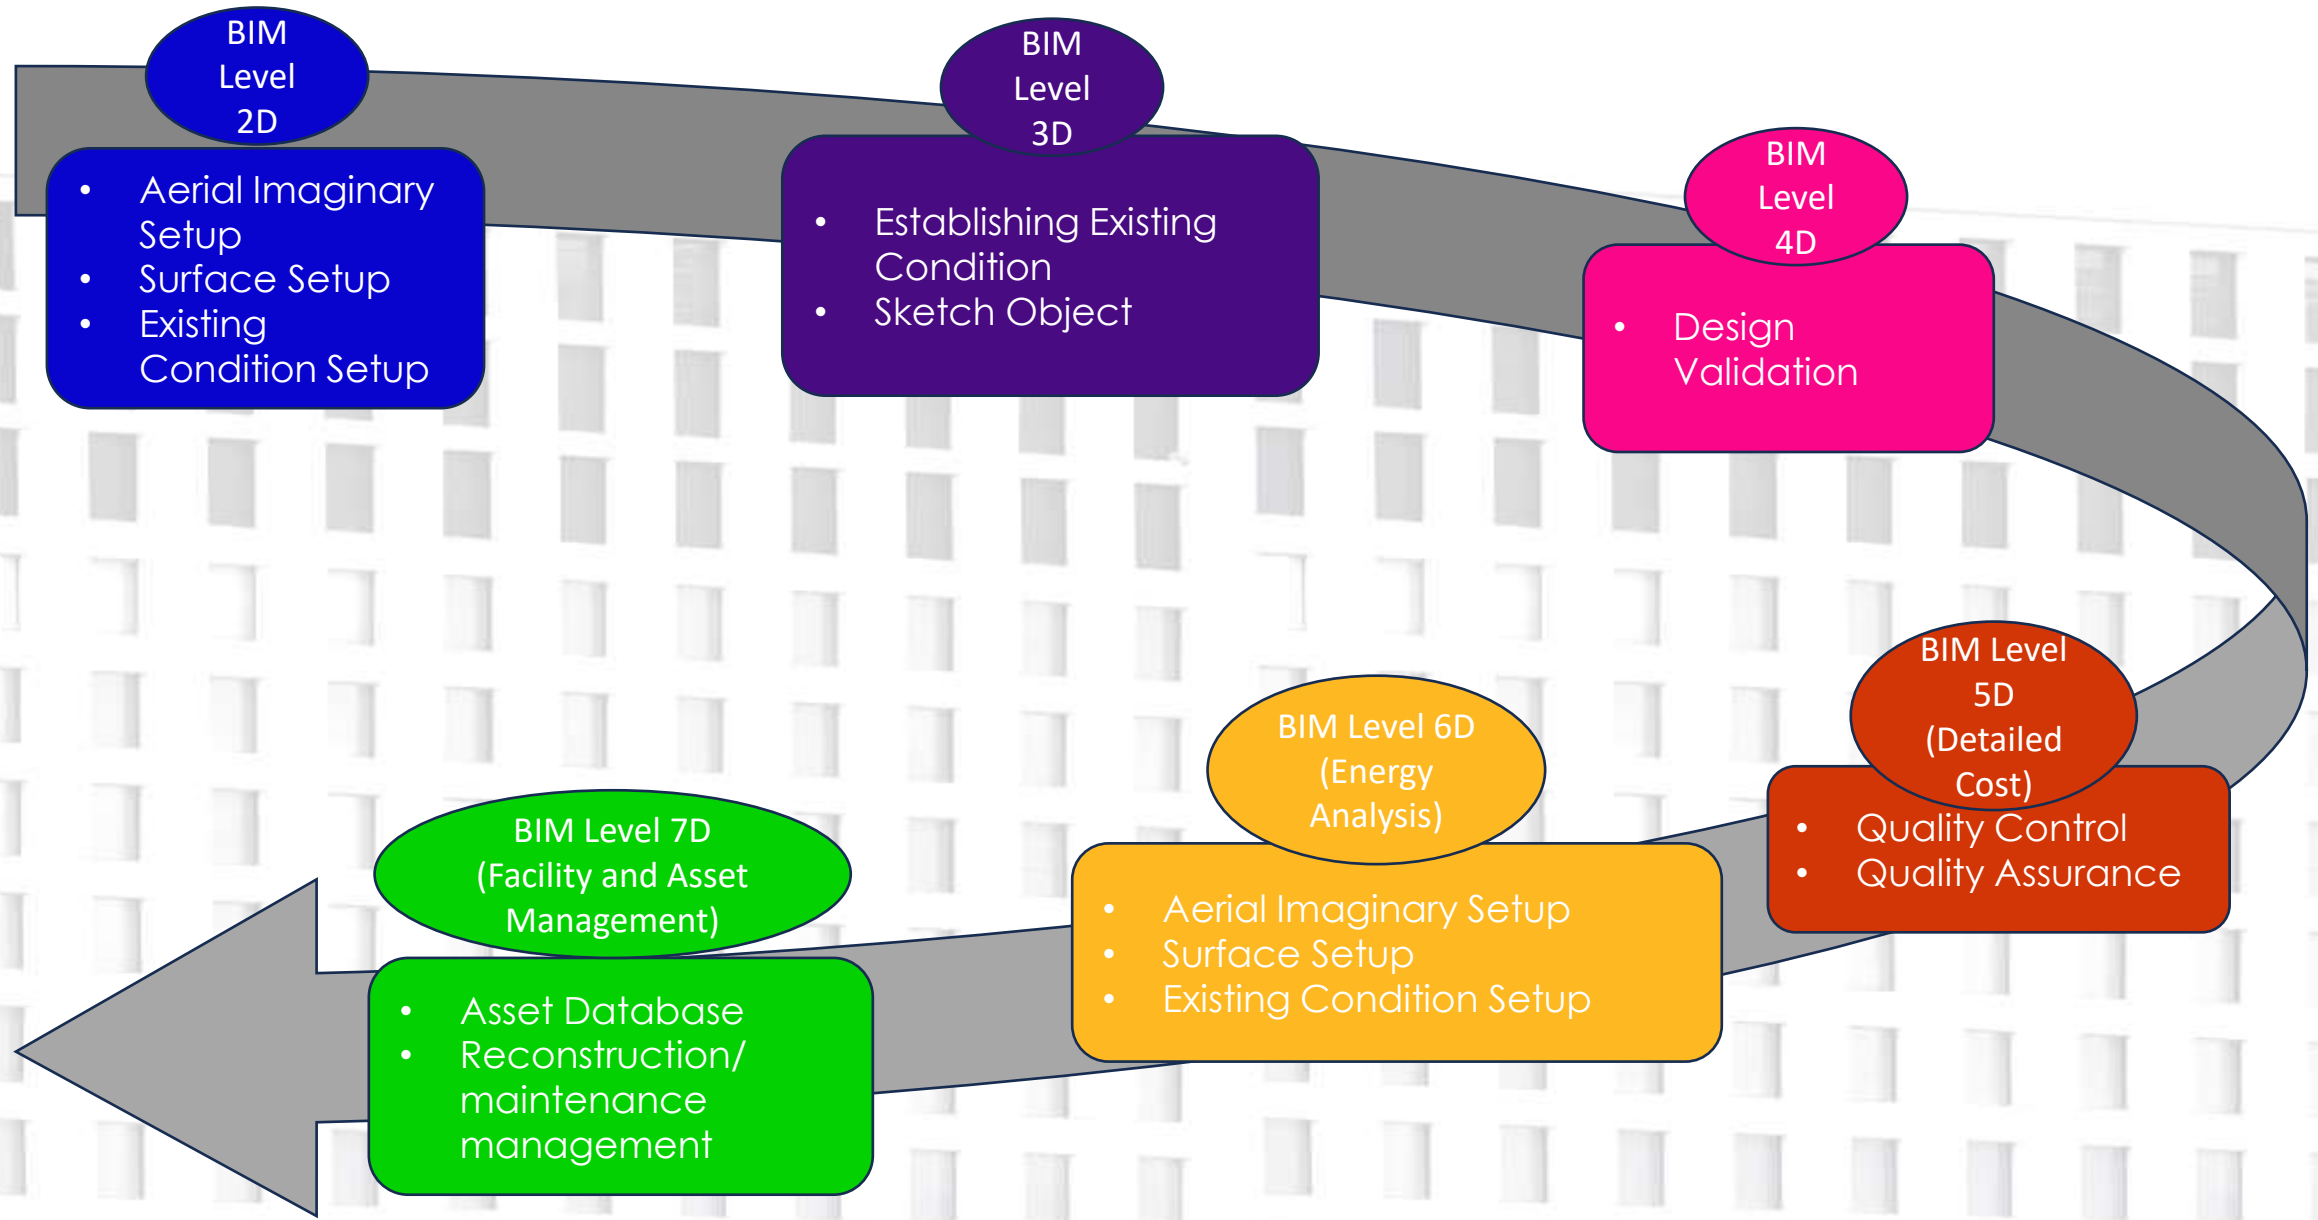 BIM
Level
2D
• Aerial Imaginary
Setup
• Surface Setup
• Existing
Condition Setup
BIM
Level
3D
• Establishing Existing
Condition
• Sketch Object
BIM
Level
4D
• Design
Validation
BIM Level
5D
(Detailed
Cost)
• Quality Control
• Quality Assurance
BIM Level 6D
(Energy
Analysis)
• Aerial Imaginary Setup
• Surface Setup
• Existing Condition Setup
BIM Level 7D
(Facility and Asset
Management)
• Asset Database
• Reconstruction/
maintenance
management